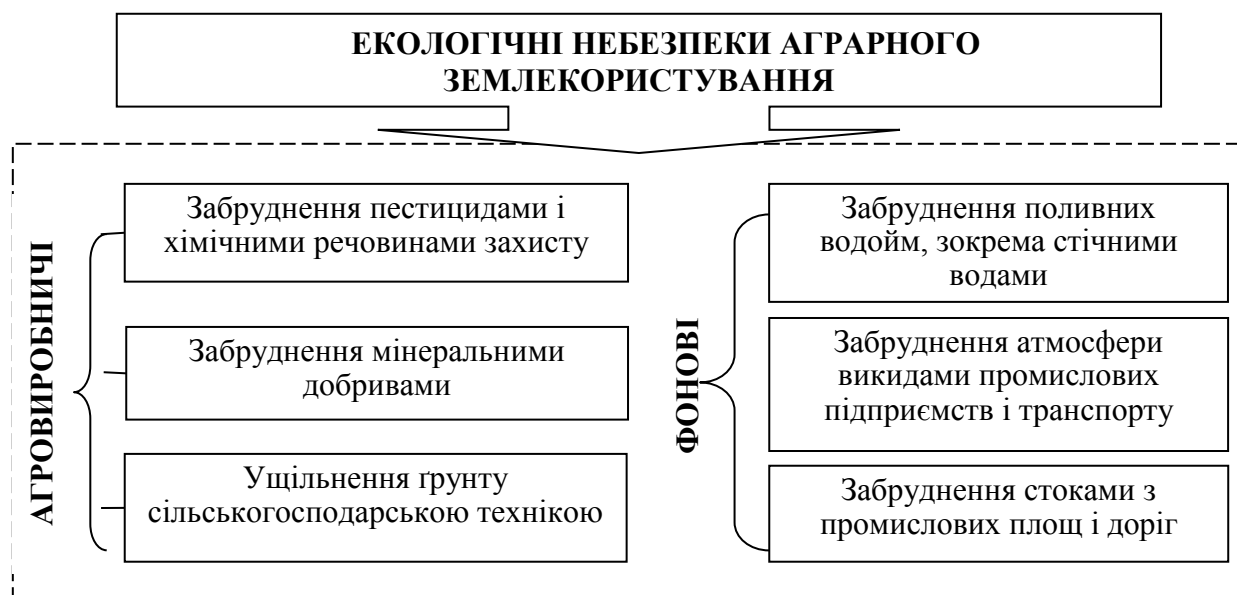 ЕКОЛОГІЧНІ НЕБЕЗПЕКИ АГРАРНОГО
ЗЕМЛЕКОРИСТУВАННЯ
АГРОВИРОБНИЧІ
Забруднення пестицидами і
хімічними речовинами захисту
Забруднення мінеральними
добривами
Ущільнення ґрунту
сільськогосподарською технікою
ФОНОВІ
Забруднення поливних
водойм, зокрема стічними
водами
Забруднення атмосфери
викидами промислових
підприємств і транспорту
Забруднення стоками з
промислових площ і доріг